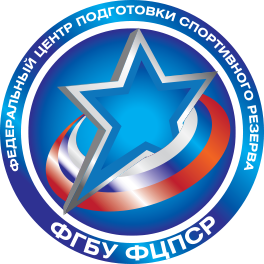 ФЕДЕРАЛЬНЫЙ ЦЕНТР ПОДГОТОВКИ СПОРТИВНОГО РЕЗЕРВА
ФГБУ ФЦПСР